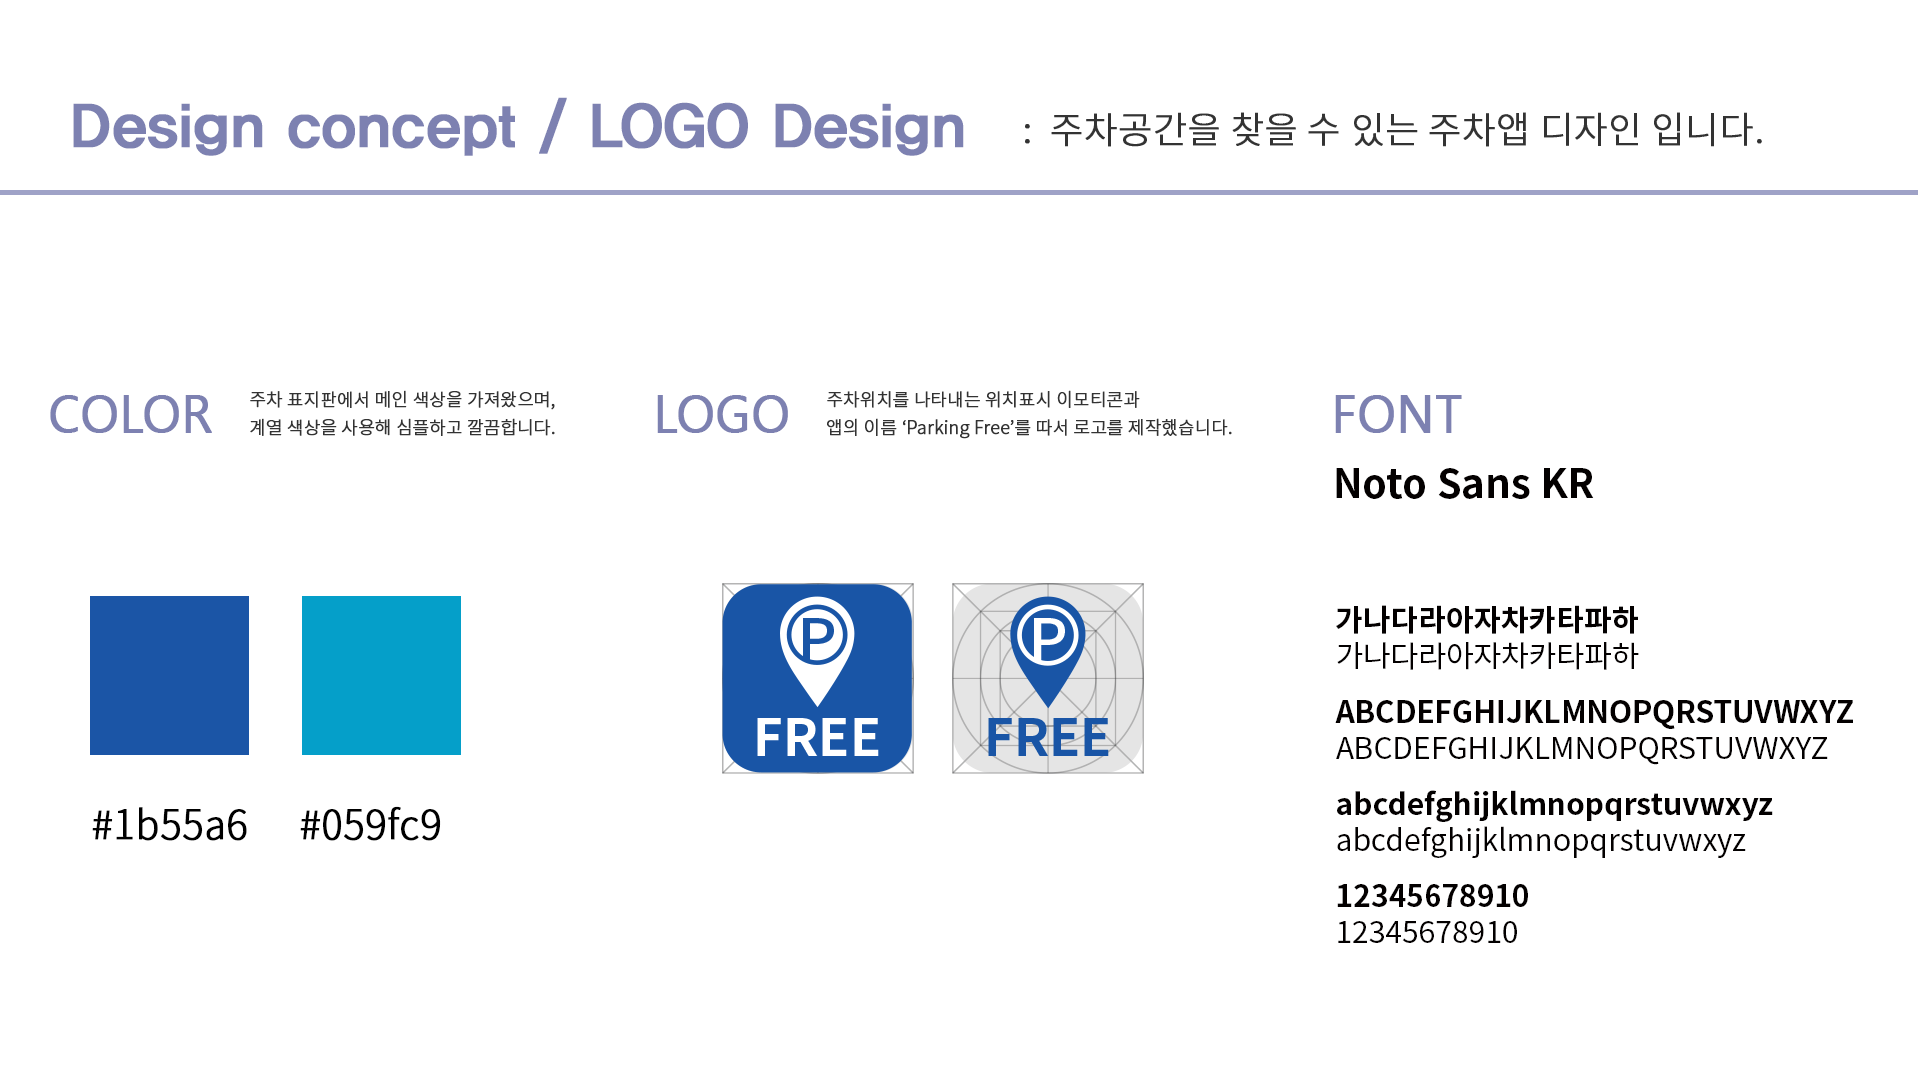 Design concept / LOGO Design : 주차공간을 찾을 수 있는 주차앱 디자인 입니다.
COLOR
주차 표지판에서 메인 색상을 가져왔으며,
계열 색상을 사용해 심플하고 깔끔합니다.
#1b55a6
#059fc9
LOGO
주차위치를 나타내는 위치표시 이모티콘과
앱의 이름 ‘Parking Free’를 따서 로고를 제작했습니다.
P
FREE
P
FREE
FONT
Noto Sans KR
가나다라아자차카타파하
가나다라아자차카타파하
ABCDEFGHIJKLMNOPQRSTUVWXYZ
ABCDEFGHIJKLMNOPQRSTUVWXYZ
abcdefghijklmnopqrstuvwxyz
abcdefghijklmnopqrstuvwxyz
12345678910
12345678910